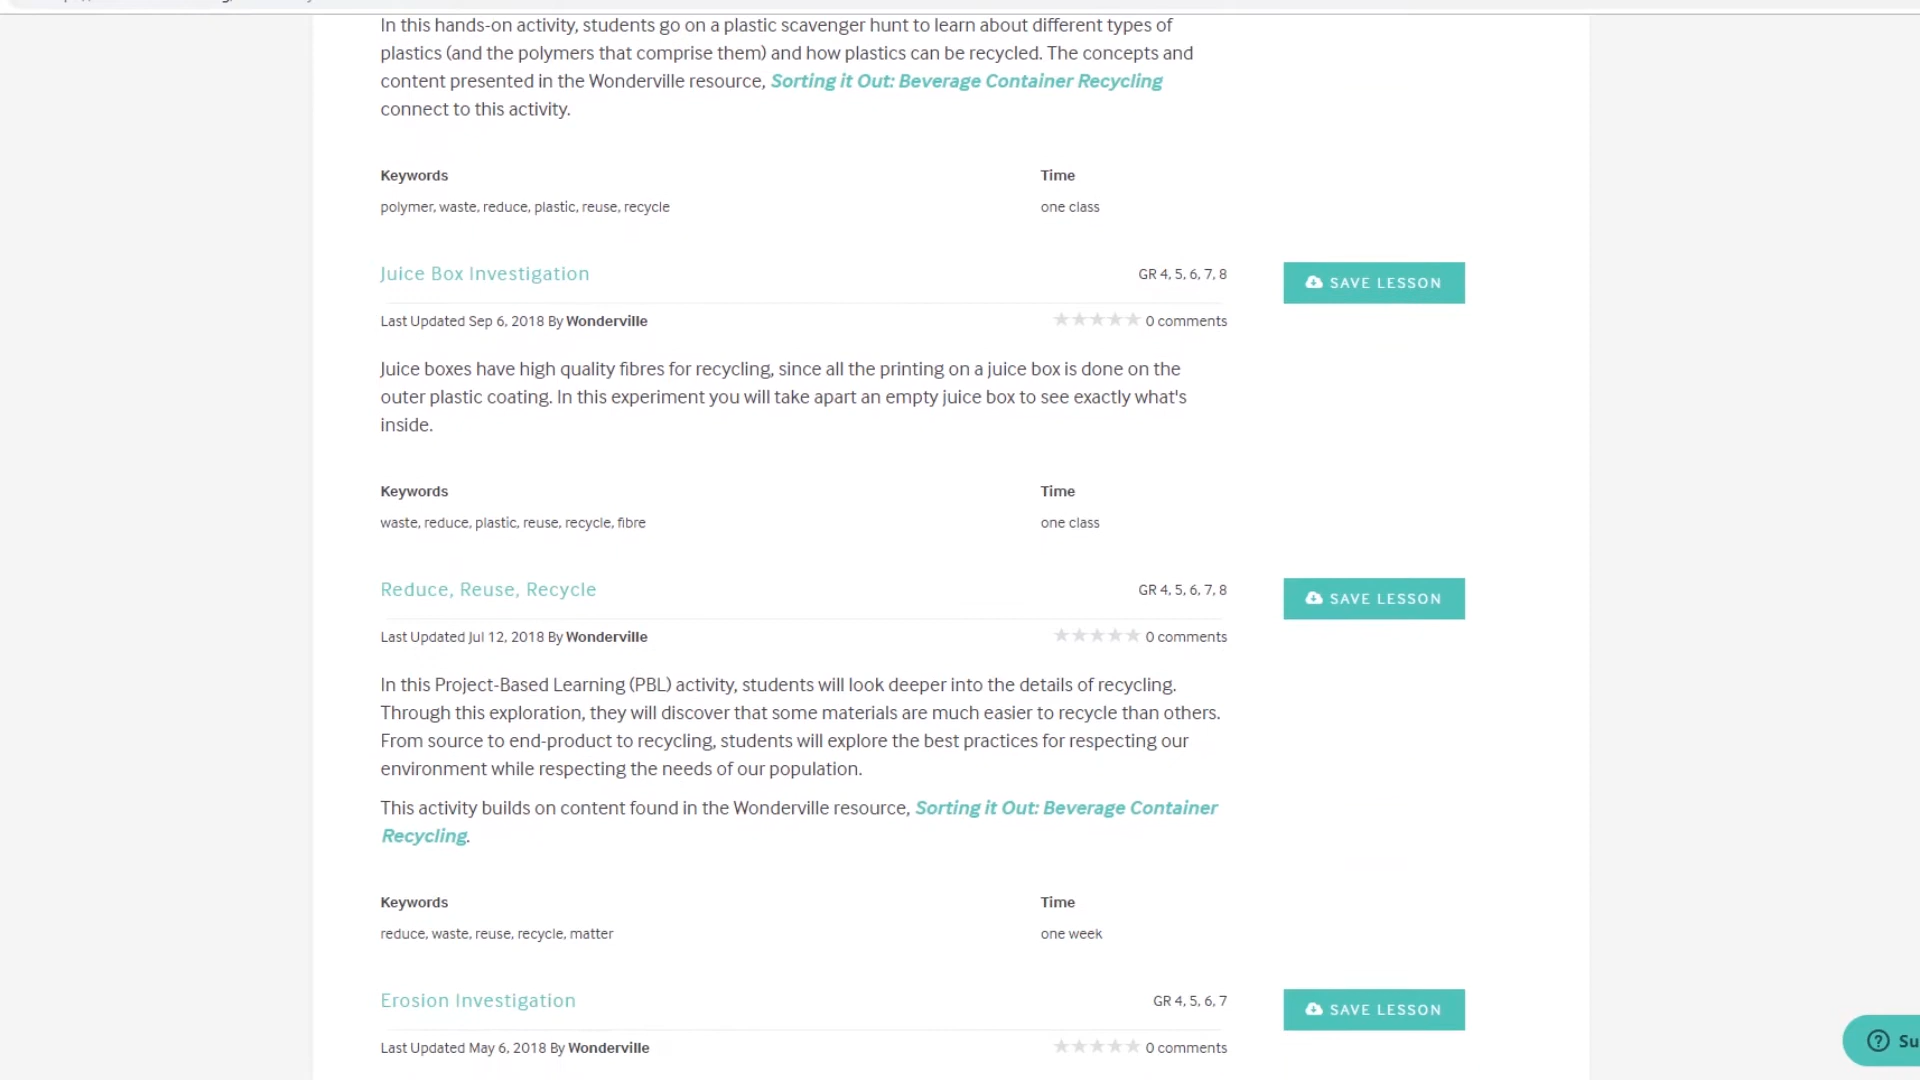 In this hands-on activity, students go on a plastic scavenger hunt to learn about different types of
plastics (and the polymers that comprise them) and how plastics can be recycled. The concepts and
content presented in the Wonderville resource, Sorting it Out: Beverage Container Recycling
connect to this activity.
Keywords
Time
polymer, waste, reduce, plastic, reuse, recycle
one class
Juice Box Investigation
GR 4, 5, 6, 7, 8
SAVE LESSON
Last Updated Sep 6, 2018 By Wonderville
0 comments
Juice boxes have high quality fibres for recycling, since all the printing on a juice box is done on the
outer plastic coating. In this experiment you will take apart an empty juice box to see exactly what's
inside.
Keywords
Time
waste, reduce, plastic, reuse, recycle, fibre
one class
Reduce, Reuse, Recycle
GR 4, 5, 6, 7, 8
SAVE LESSON
Last Updated Jul 12, 2018 By Wonderville
0 comments
In this Project-Based Learning (PBL) activity, students will look deeper into the details of recycling.
Through this exploration, they will discover that some materials are much easier to recycle than others.
From source to end-product to recycling, students will explore the best practices for respecting our
environment while respecting the needs of our population.
This activity builds on content found in the Wonderville resource, Sorting it Out: Beverage Container
Recycling.
Keywords
Time
reduce, waste, reuse, recycle, matter
one week
Erosion Investigation
GR 4, 5, 6, 7
SAVE LESSON
Last Updated May 6, 2018 By Wonderville
0 comments
? Su